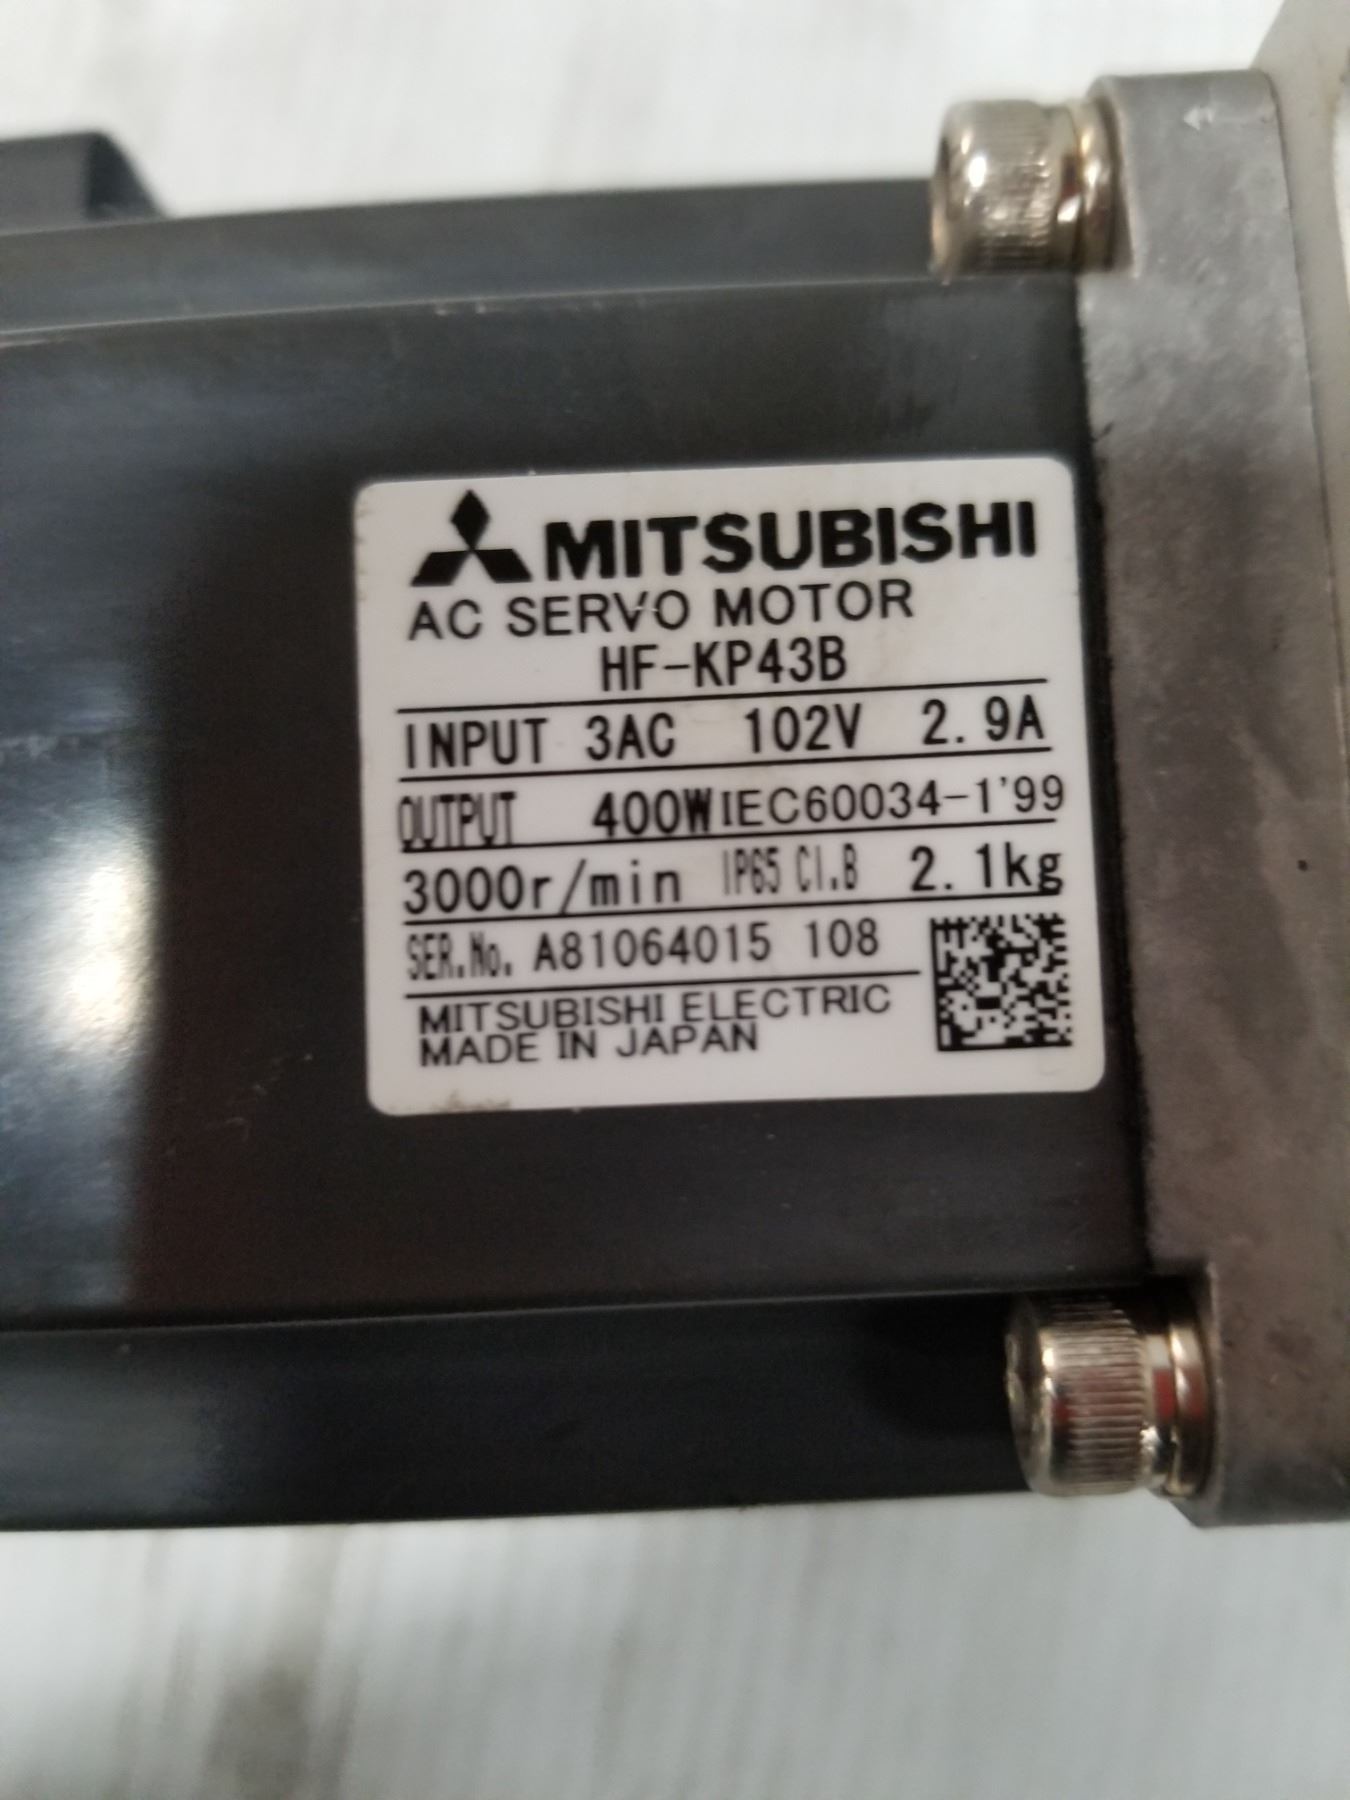 MITSUBISHI
AC SERVO MOTOR
HF-KP43B
INPUT 3AC 102V 2.9A
OUTPUT 400W IEC60034-1'99
3000r/min IP65 Cl.B 2.1kg
SER.No. A81064015 108
MITSUBISHI ELECTRIC
MADE IN JAPAN